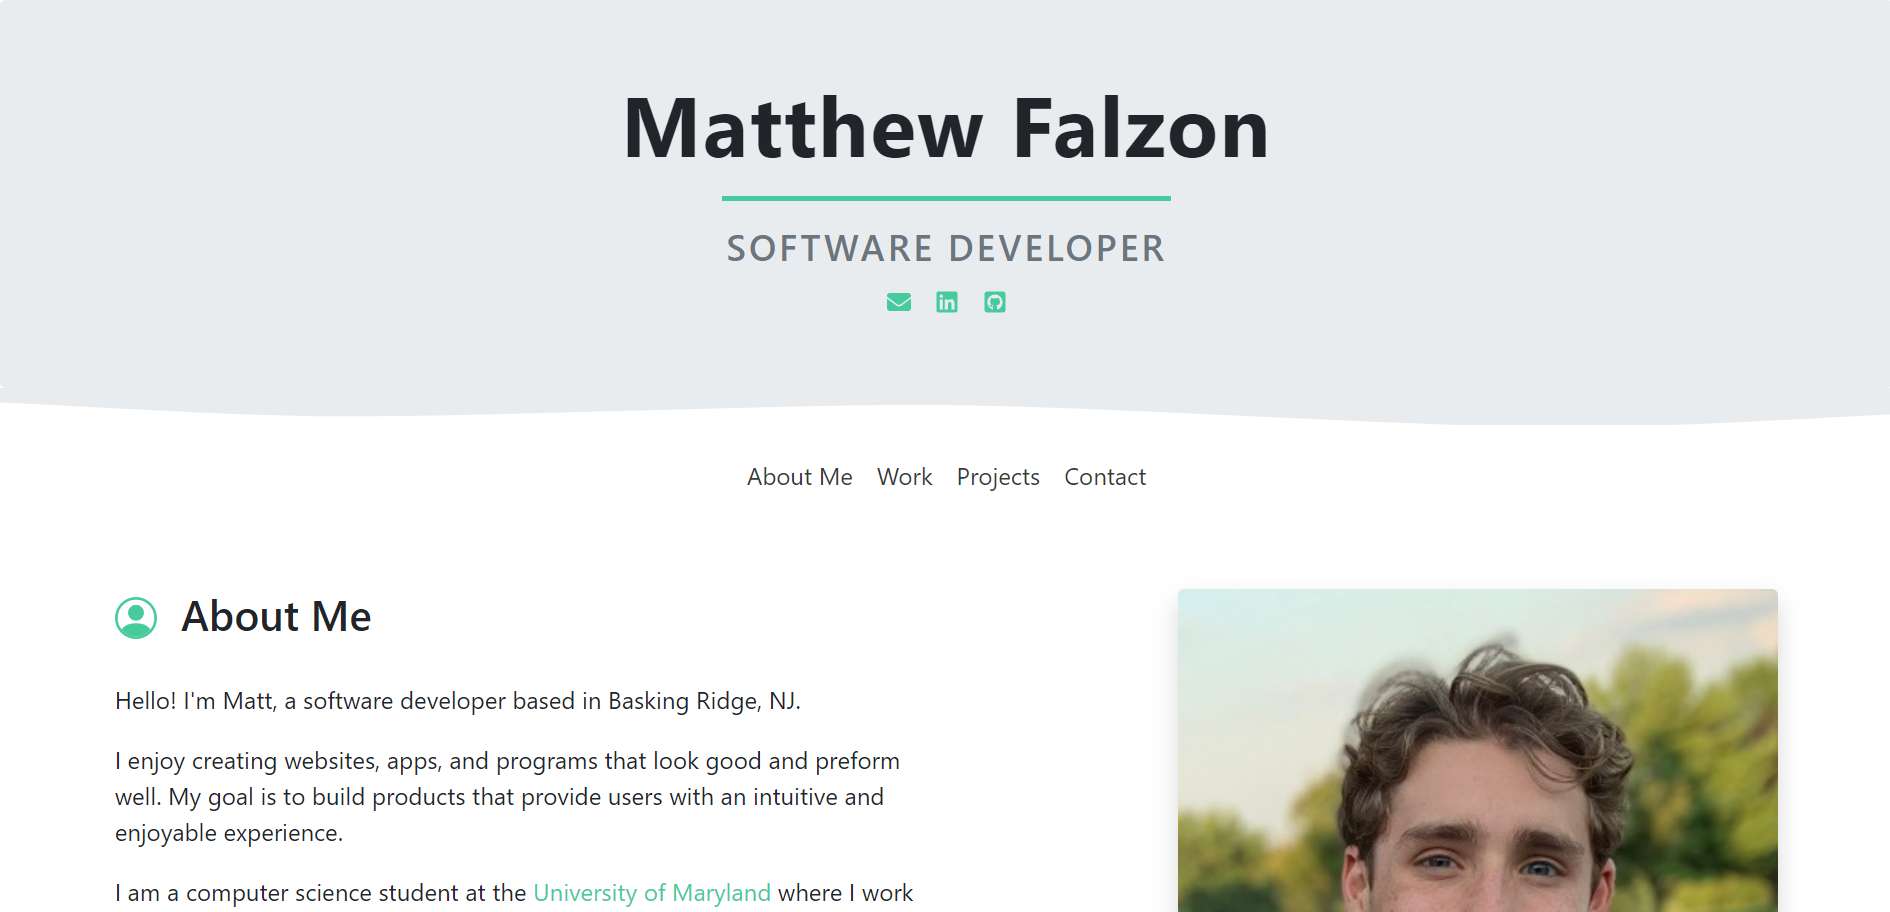 Matthew Falzon
SOFTWARE DEVELOPER
About Me Work Projects Contact
About Me
Hello! I'm Matt, a software developer based in Basking Ridge, NJ.
I enjoy creating websites, apps, and programs that look good and preform
well. My goal is to build products that provide users with an intuitive and
enjoyable experience.
I am a computer science student at the University of Maryland where I work